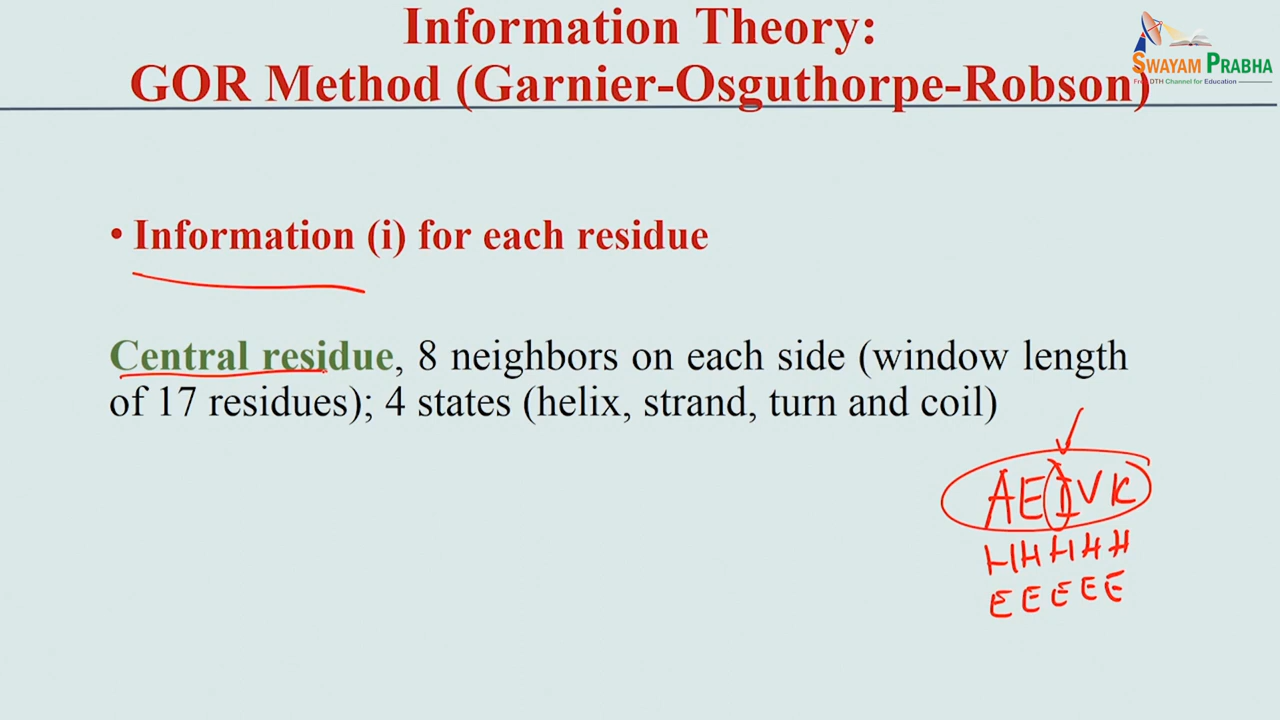 Information Theory:
GOR Method (Garnier-Osguthorpe-Robson)
SWAYAM PRABHA
Free DTH Channel for Education
• Information (i) for each residue
Central residue, 8 neighbors on each side (window length
of 17 residues); 4 states (helix, strand, turn and coil)
AEIVK
HHHHH
EEEEE